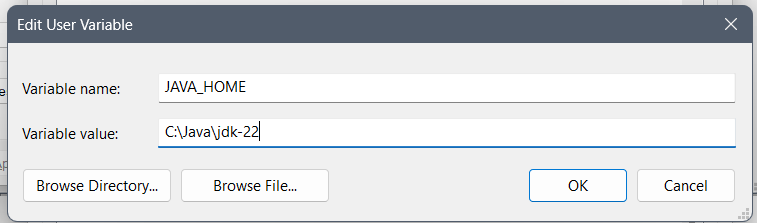 Edit User Variable
Variable name:
JAVA_HOME
Variable value:
C:\Java\jdk-22
Browse Directory...
Browse File...
OK
Cancel